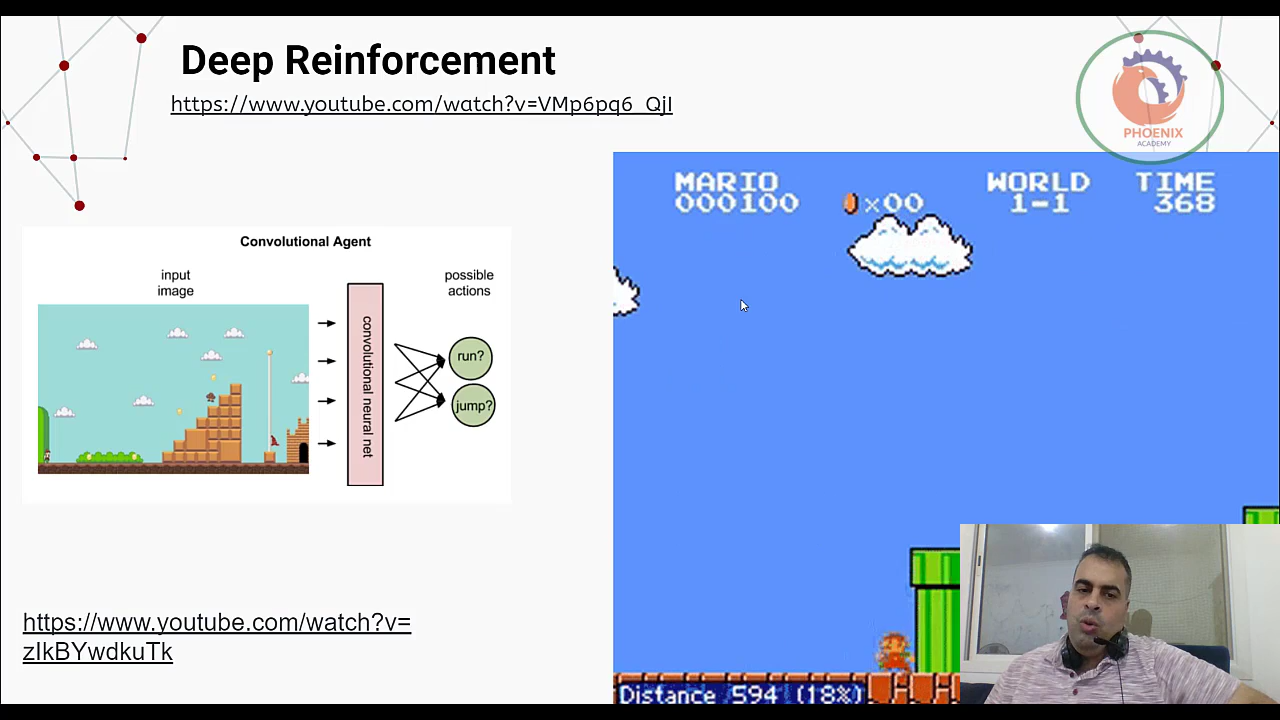 Deep Reinforcement
https://www.youtube.com/watch?v=VMp6pq6_QjI
PHOENIX
ACADEMY
MARIO
000100
×00
WORLD
1-1
TIME
368
Convolutional Agent
input
image
possible
actions
convolutional neural net
run?
jump?
https://www.youtube.com/watch?v=
zIkBYwdkuTk
Distance 594 (18%)